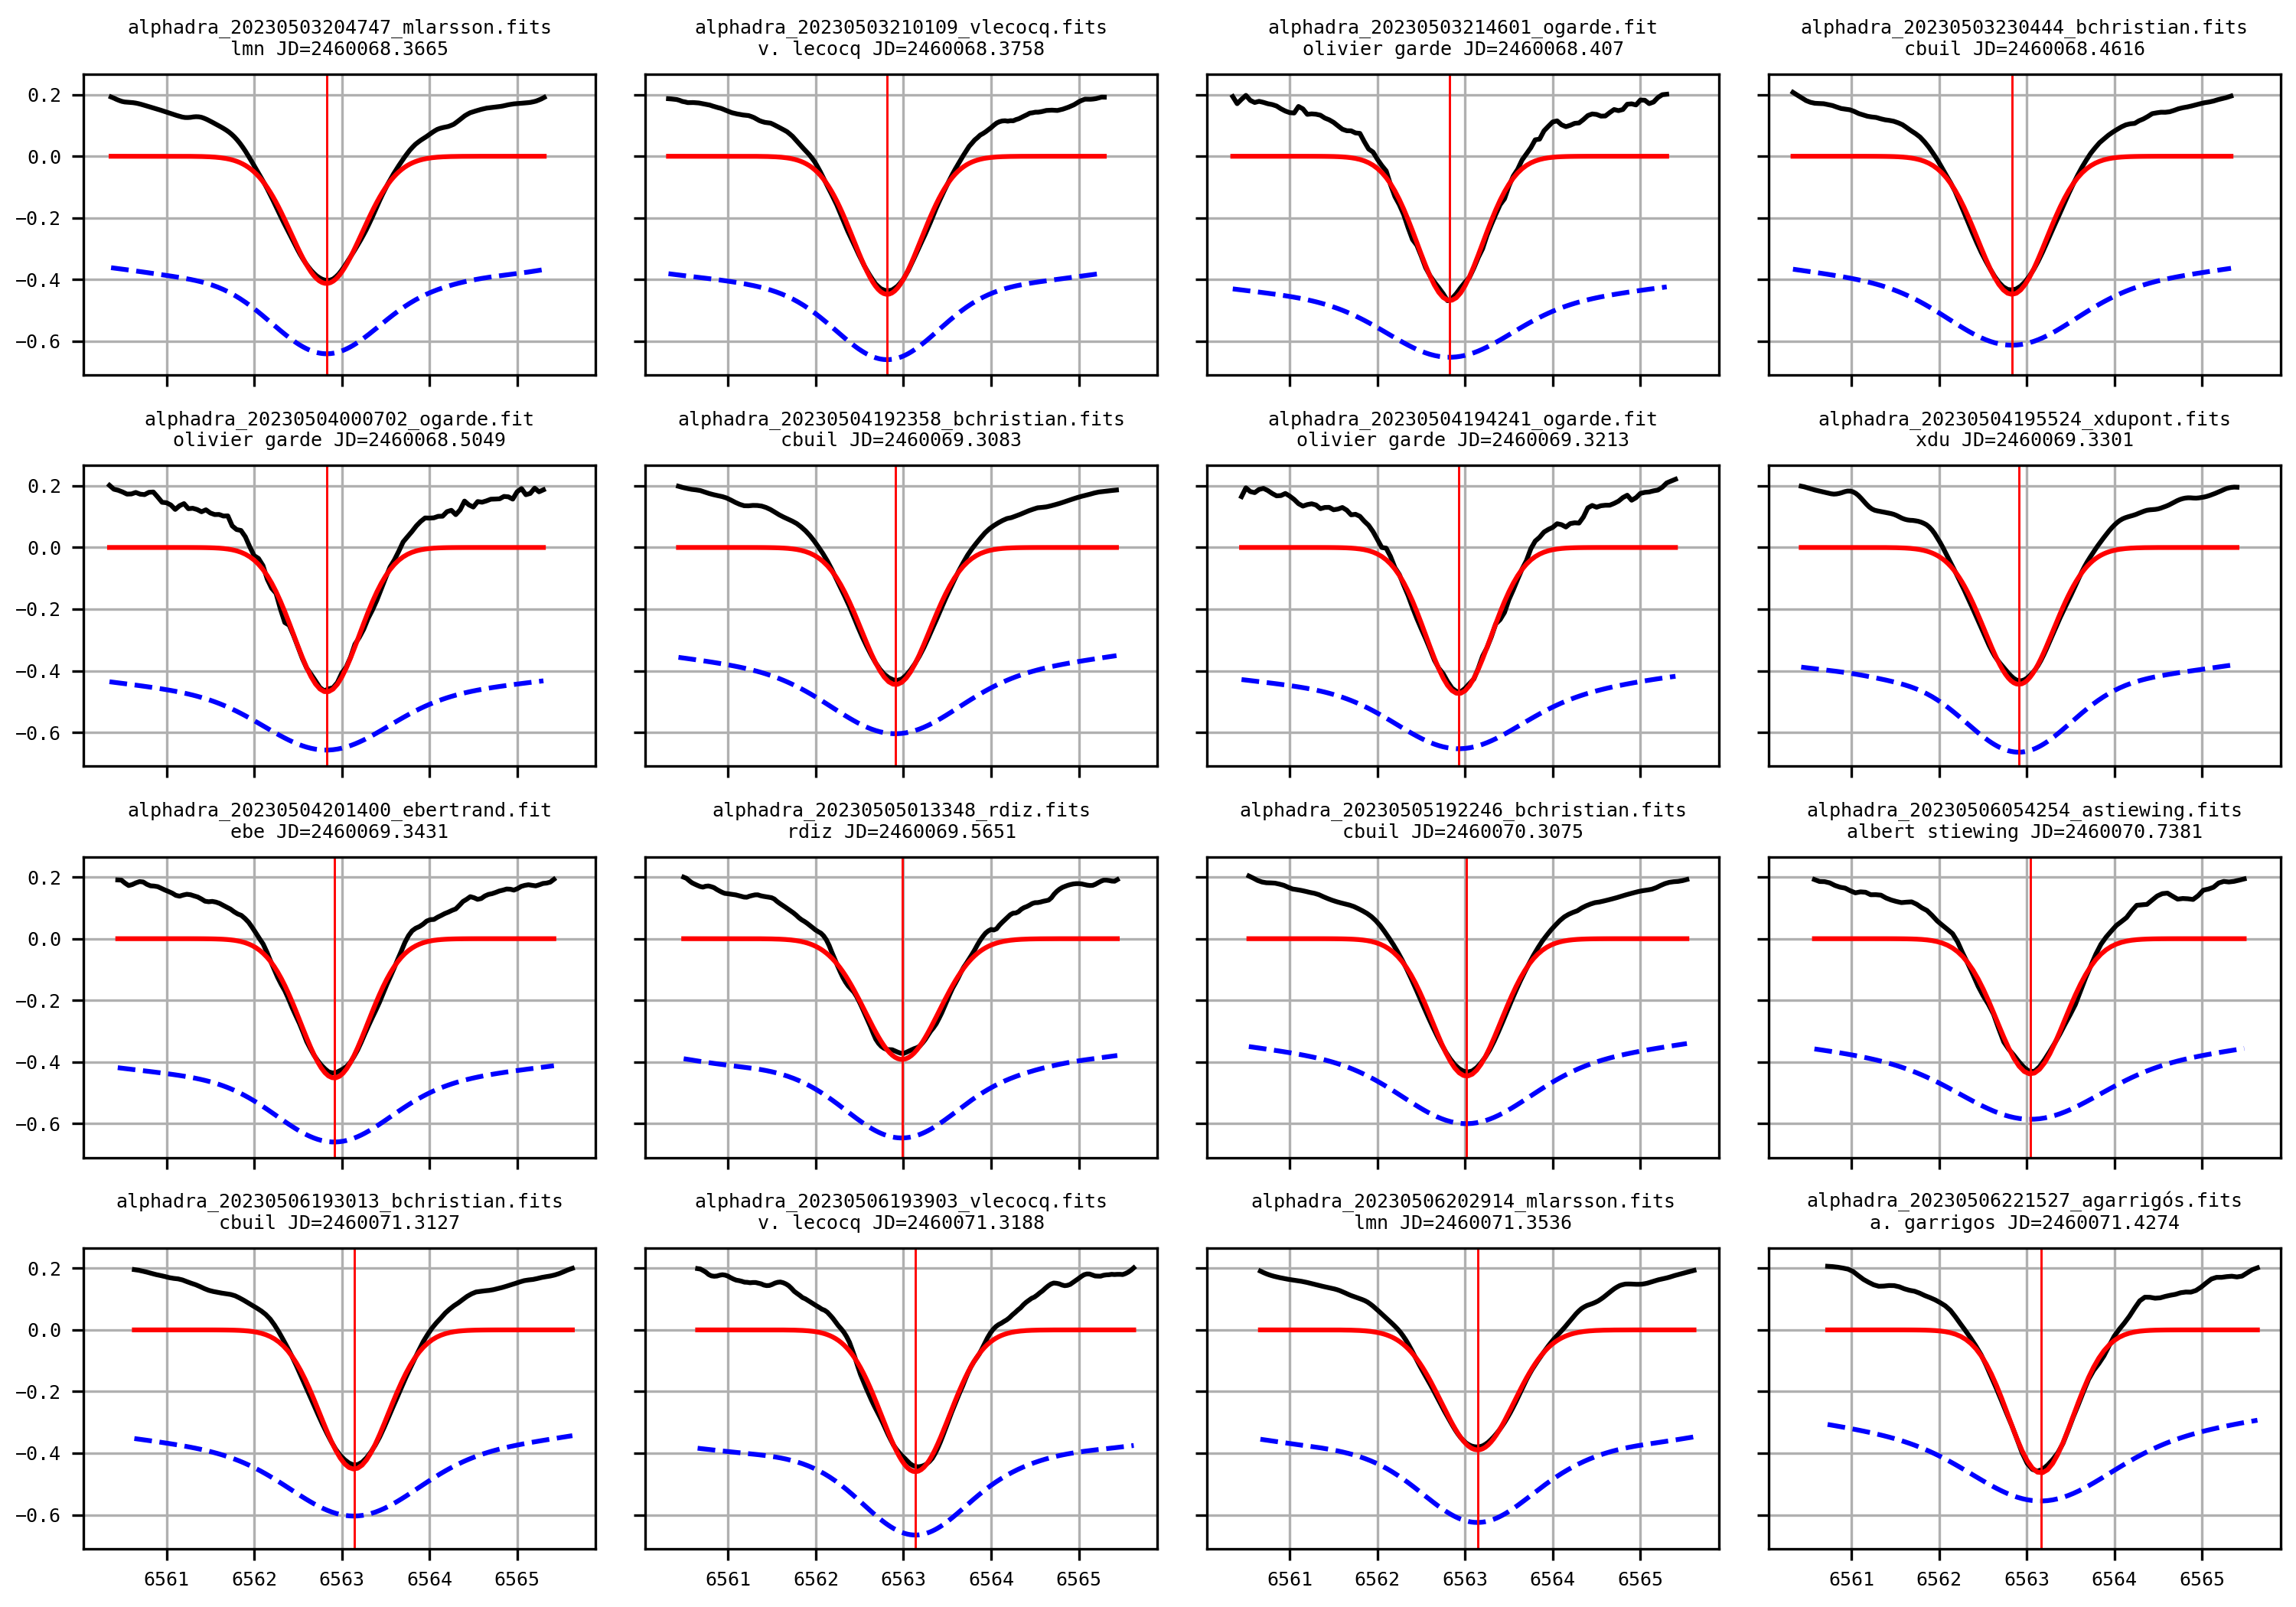 alphadra_20230503204747_mlarsson.fits
lmn JD=2460068.3665
alphadra_20230503210109_vlecocq.fits
v. lecocq JD=2460068.3758
alphadra_20230503214601_ogarde.fit
olivier garde JD=2460068.407
alphadra_20230503230444_bchristian.fits
cbuil JD=2460068.4616
0.2
0.0
−0.2
−0.4
−0.6
alphadra_20230504000702_ogarde.fit
olivier garde JD=2460068.5049
alphadra_20230504192358_bchristian.fits
cbuil JD=2460069.3083
alphadra_20230504194241_ogarde.fit
olivier garde JD=2460069.3213
alphadra_20230504195524_xdupont.fits
xdu JD=2460069.3301
0.2
0.0
−0.2
−0.4
−0.6
alphadra_20230504201400_ebertrand.fit
ebe JD=2460069.3431
alphadra_20230505013348_rdiz.fits
rdiz JD=2460069.5651
alphadra_20230505192246_bchristian.fits
cbuil JD=2460070.3075
alphadra_20230506054254_astiewing.fits
albert stiewing JD=2460070.7381
0.2
0.0
−0.2
−0.4
−0.6
alphadra_20230506193013_bchristian.fits
cbuil JD=2460071.3127
alphadra_20230506193903_vlecocq.fits
v. lecocq JD=2460071.3188
alphadra_20230506202914_mlarsson.fits
lmn JD=2460071.3536
alphadra_20230506221527_agarrigós.fits
a. garrigos JD=2460071.4274
0.2
0.0
−0.2
−0.4
−0.6
6561 6562 6563 6564 6565
6561 6562 6563 6564 6565
6561 6562 6563 6564 6565
6561 6562 6563 6564 6565